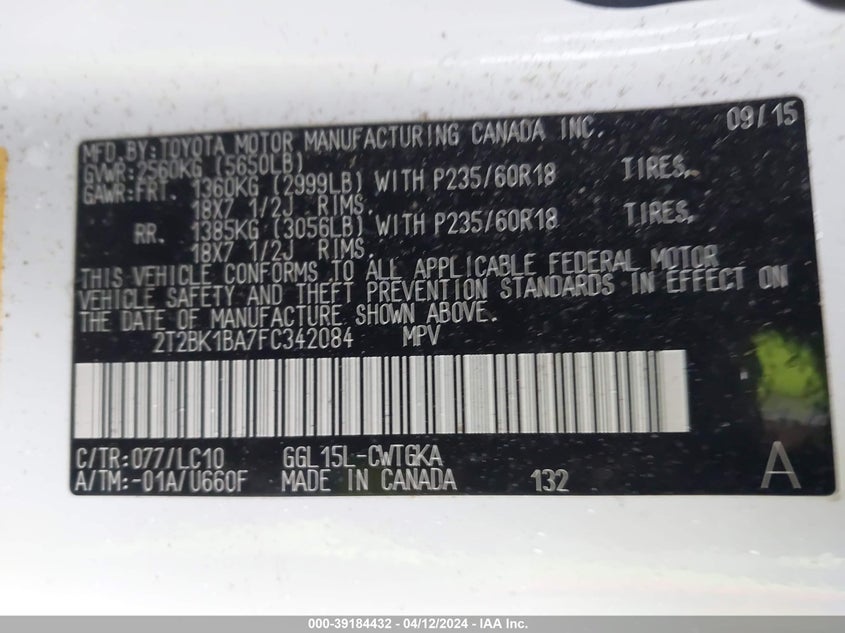 MFD. BY: TOYOTA MOTOR MANUFACTURING CANADA INC. 09/15
GVWR: 2560KG (5650LB)
GAWR: FRT. 1360KG (2999LB) WITH P235/60R18 TIRES.
18X7 1/2J RIMS.
RR. 1385KG (3056LB) WITH P235/60R18 TIRES.
18X7 1/2J RIMS.
THIS VEHICLE CONFORMS TO ALL APPLICABLE FEDERAL MOTOR
VEHICLE SAFETY AND THEFT PREVENTION STANDARDS IN EFFECT ON
THE DATE OF MANUFACTURE SHOWN ABOVE.
2T2BK1BA7FC342084 MPV
C/TR: 077/LC10 GGL15L-CWTGKA
A/TM: -01A/U660F MADE IN CANADA 132 A
000-39184432 - 04/12/2024 - IAA Inc.